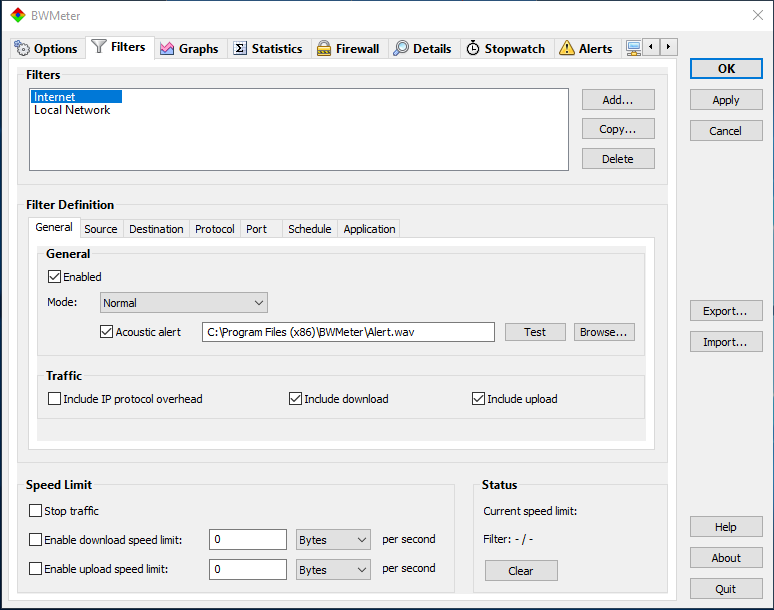 BWMeter
Options Filters Graphs Statistics Firewall Details Stopwatch Alerts
Filters
Internet
Local Network
Add...
Copy...
Delete
OK
Apply
Cancel
Filter Definition
General Source Destination Protocol Port Schedule Application
General
Enabled
Mode: Normal
Acoustic alert C:\Program Files (x86)\BWMeter\Alert.wav Test Browse...
Export...
Import...
Traffic
Include IP protocol overhead Include download Include upload
Speed Limit
Stop traffic
Enable download speed limit: 0 Bytes per second
Enable upload speed limit: 0 Bytes per second
Status
Current speed limit:
Filter: - / -
Clear
Help
About
Quit